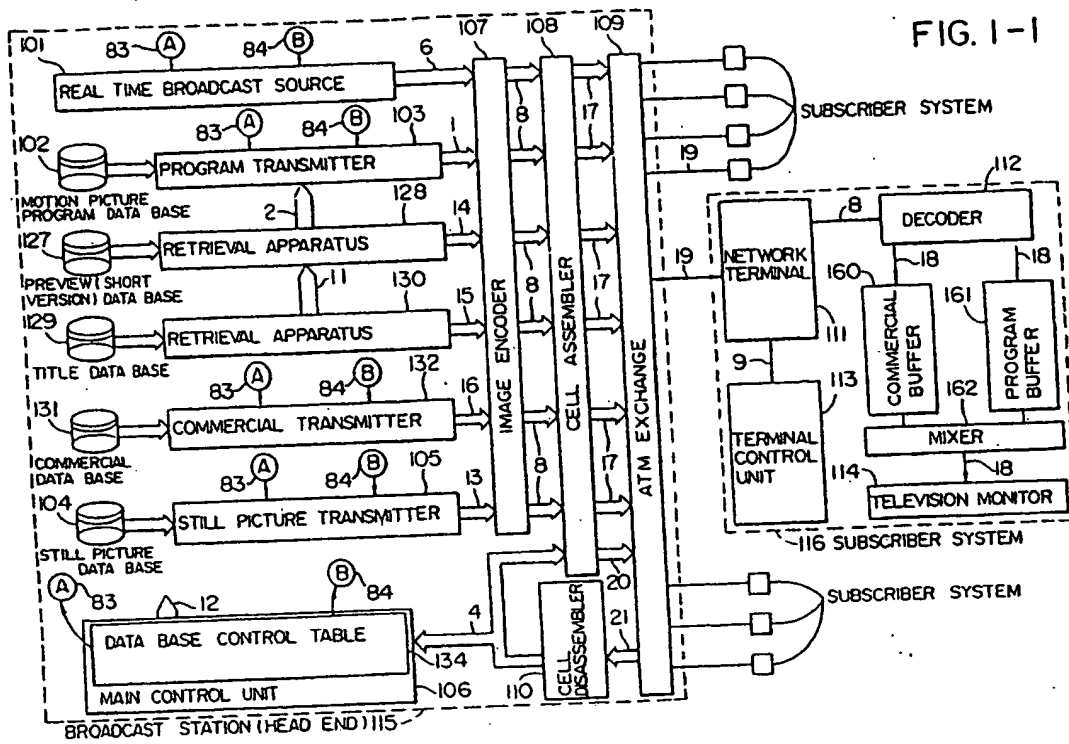 FIG. 1-1
101
83
A
84
B
6
107
108
109
REAL TIME BROADCAST SOURCE
8
17
SUBSCRIBER SYSTEM
102
83
A
84
B
103
1
PROGRAM TRANSMITTER
8
17
19
MOTION PICTURE
PROGRAM DATA BASE
2
128
14
127
RETRIEVAL APPARATUS
8
17
PREVIEW (SHORT
VERSION) DATA BASE
11
130
15
129
RETRIEVAL APPARATUS
8
17
TITLE DATA BASE
IMAGE ENCODER
CELL ASSEMBLER
ATM EXCHANGE
83
A
84
B
132
16
131
COMMERCIAL TRANSMITTER
8
17
COMMERCIAL
DATA BASE
83
A
84
B
105
13
104
STILL PICTURE TRANSMITTER
8
17
STILL PICTURE
DATA BASE
20
A
83
12
B
84
4
DATA BASE CONTROL TABLE
134
MAIN CONTROL UNIT
106
110
CELL
DISASSEMBLER
21
BROADCAST STATION (HEAD END) 115
19
NETWORK
TERMINAL
8
112
DECODER
18
18
160
161
COMMERCIAL
BUFFER
PROGRAM
BUFFER
111
9
113
162
TERMINAL
CONTROL
UNIT
MIXER
114
18
TELEVISION MONITOR
116 SUBSCRIBER SYSTEM
SUBSCRIBER SYSTEM